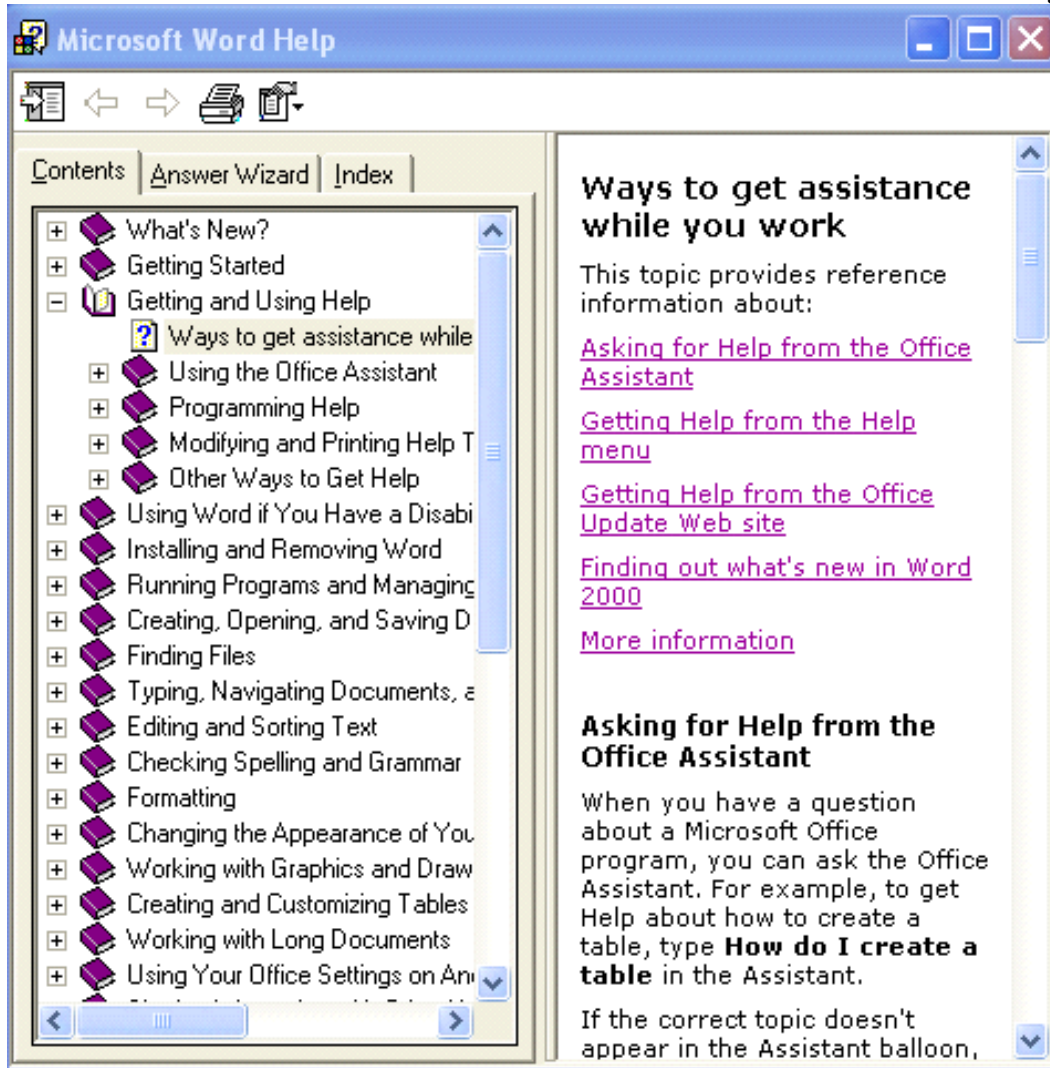 Microsoft Word Help
Contents Answer Wizard Index
What's New?
Getting Started
Getting and Using Help
Ways to get assistance while
Using the Office Assistant
Programming Help
Modifying and Printing Help T
Other Ways to Get Help
Using Word if You Have a Disabi
Installing and Removing Word
Running Programs and Managing
Creating, Opening, and Saving D
Finding Files
Typing, Navigating Documents, a
Editing and Sorting Text
Checking Spelling and Grammar
Formatting
Changing the Appearance of You
Working with Graphics and Draw
Creating and Customizing Tables
Working with Long Documents
Using Your Office Settings on An
Ways to get assistance
while you work
This topic provides reference
information about:
Asking for Help from the Office
Assistant
Getting Help from the Help
menu
Getting Help from the Office
Update Web site
Finding out what's new in Word
2000
More information
Asking for Help from the
Office Assistant
When you have a question
about a Microsoft Office
program, you can ask the Office
Assistant. For example, to get
Help about how to create a
table, type How do I create a
table in the Assistant.
If the correct topic doesn't
appear in the Assistant balloon,